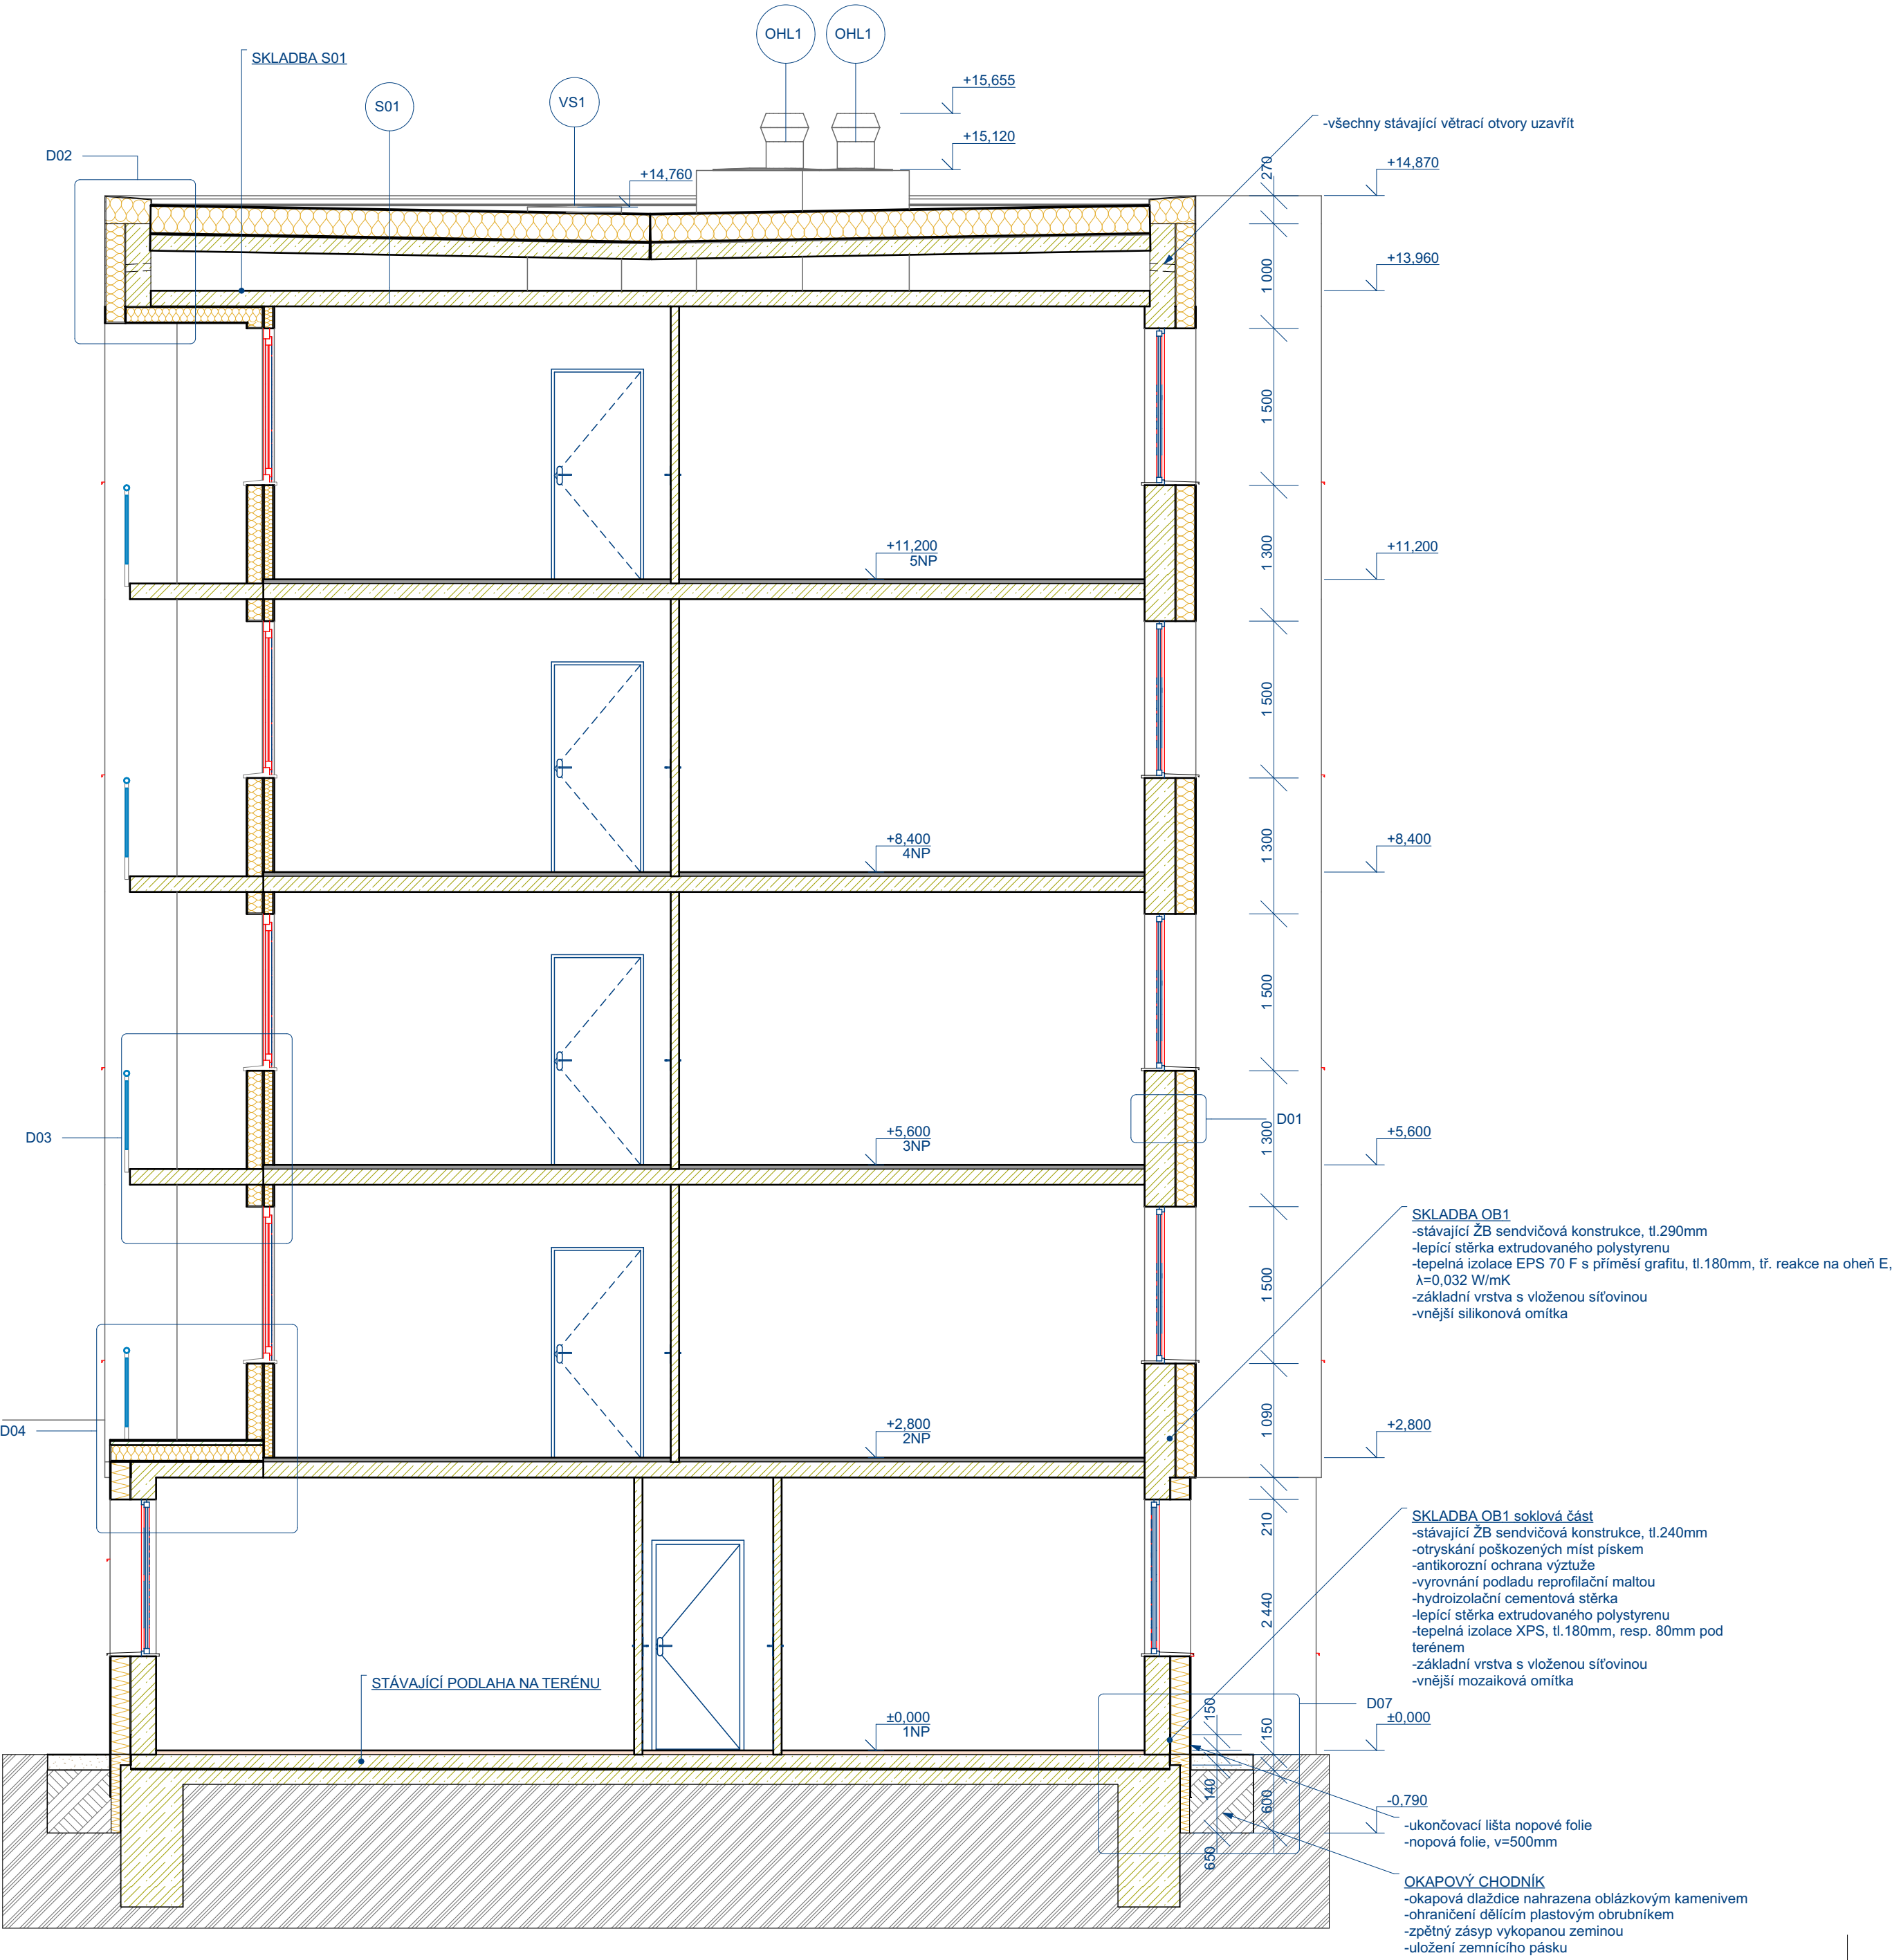 OHL1
OHL1
SKLADBA S01
+15,655
S01
VS1
-všechny stávající větrací otvory uzavřít
+15,120
D02
270
+14,870
+14,760
+13,960
1 000
1 500
+11,200
5NP
1 300
+11,200
1 500
+8,400
4NP
1 300
+8,400
1 500
D03
+5,600
3NP
1 300
D01
+5,600
SKLADBA OB1
-stávající ŽB sendvičová konstrukce, tl.290mm
-lepící stěrka extrudovaného polystyrenu
-tepelná izolace EPS 70 F s příměsí grafitu, tl.180mm, tř. reakce na oheň E,
λ=0,032 W/mK
-základní vrstva s vloženou síťovinou
-vnější silikonová omítka
1 500
D04
+2,800
2NP
1 090
+2,800
SKLADBA OB1 soklová část
-stávající ŽB sendvičová konstrukce, tl.240mm
-otryskání poškozených míst pískem
-antikorozní ochrana výztuže
-vyrovnání podladu reprofilační maltou
-hydroizolační cementová stěrka
-lepící stěrka extrudovaného polystyrenu
-tepelná izolace XPS, tl.180mm, resp. 80mm pod
terénem
-základní vrstva s vloženou síťovinou
-vnější mozaiková omítka
210
2 440
STÁVAJÍCÍ PODLAHA NA TERÉNU
D07
±0,000
1NP
150
150
±0,000
140
600
650
-0,790
-ukončovací lišta nopové folie
-nopová folie, v=500mm
OKAPOVÝ CHODNÍK
-okapová dlaždice nahrazena oblázkovým kamenivem
-ohraničení dělícím plastovým obrubníkem
-zpětný zásyp vykopanou zeminou
-uložení zemnícího pásku